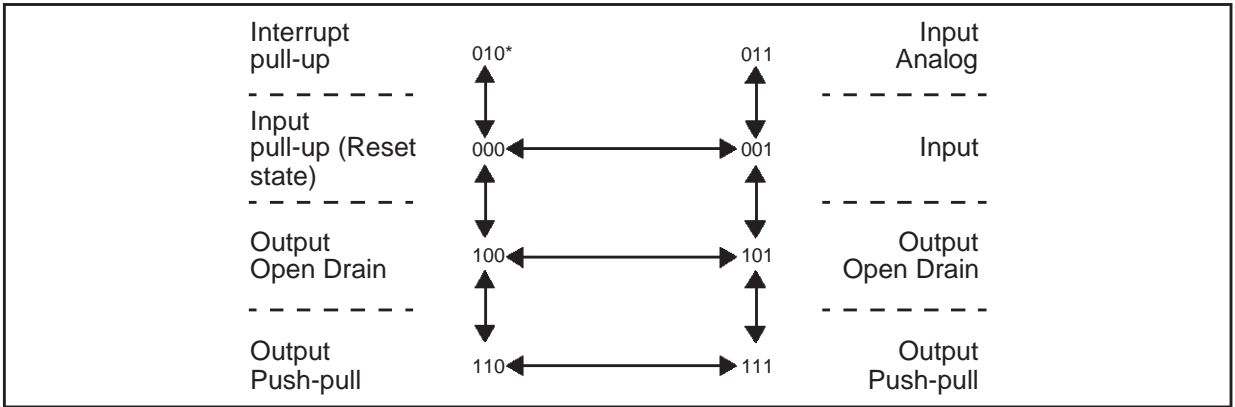 Interrupt
pull-up
010*
011
Input
Analog
Input
pull-up (Reset
state)
000
001
Input
Output
Open Drain
100
101
Output
Open Drain
Output
Push-pull
110
111
Output
Push-pull